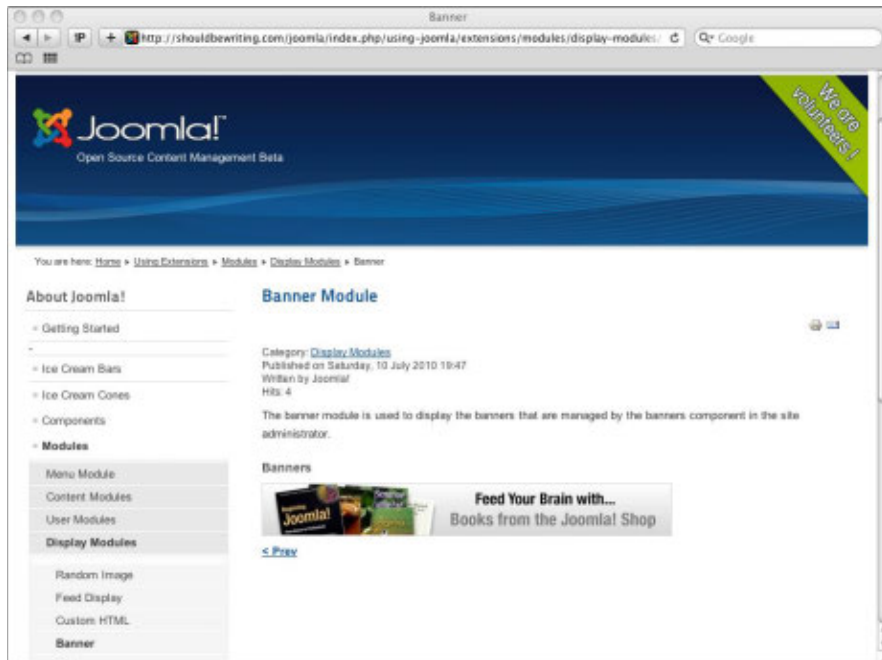 Banner
http://shouldbewriting.com/joomla/index.php/using-joomla/extensions/modules/display-modules/
Google
Joomla!
Open Source Content Management Beta
We are
volunteers !
You are here: Home Using Extensions Modules Display Modules Banner
About Joomla!
Banner Module
Getting Started
-
Category: Display Modules
Ice Cream Bars
Published on Saturday, 10 July 2010 19:47
Written by Joomla!
Ice Cream Cones
Hits: 4
Components
The banner module is used to display the banners that are managed by the banners component in the site
administrator.
Modules
Banners
Menu Module
Content Modules
Joomla!
Feed Your Brain with...
User Modules
Books from the Joomla! Shop
Display Modules
< Prev
Random Image
Feed Display
Custom HTML
Banner